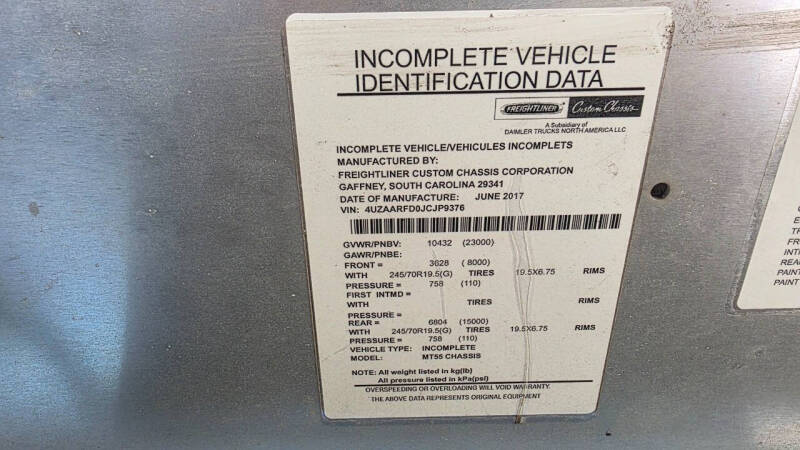 INCOMPLETE VEHICLE
IDENTIFICATION DATA
FREIGHTLINER Custom Chassis
A Subsidiary of
DAIMLER TRUCKS NORTH AMERICA LLC
INCOMPLETE VEHICLE/VEHICULES INCOMPLETS
MANUFACTURED BY:
FREIGHTLINER CUSTOM CHASSIS CORPORATION
GAFFNEY, SOUTH CAROLINA 29341
DATE OF MANUFACTURE: JUNE 2017
VIN: 4UZAARFD0JCJP9376
GVWR/PNBV: 10432 (23000)
GAWR/PNBE:
FRONT = 3628 (8000)
WITH 245/70R19.5(G) TIRES 19.5X6.75 RIMS
PRESSURE = 758 (110)
FIRST INTMD =
WITH TIRES RIMS
PRESSURE =
REAR = 6804 (15000)
WITH 245/70R19.5(G) TIRES 19.5X6.75 RIMS
PRESSURE = 758 (110)
VEHICLE TYPE: INCOMPLETE
MODEL: MT55 CHASSIS
NOTE: All weight listed in kg(lb)
All pressure listed in kPa(psi)
OVERSPEEDING OR OVERLOADING WILL VOID WARRANTY.
THE ABOVE DATA REPRESENTS ORIGINAL EQUIPMENT
PAINT
PAINT